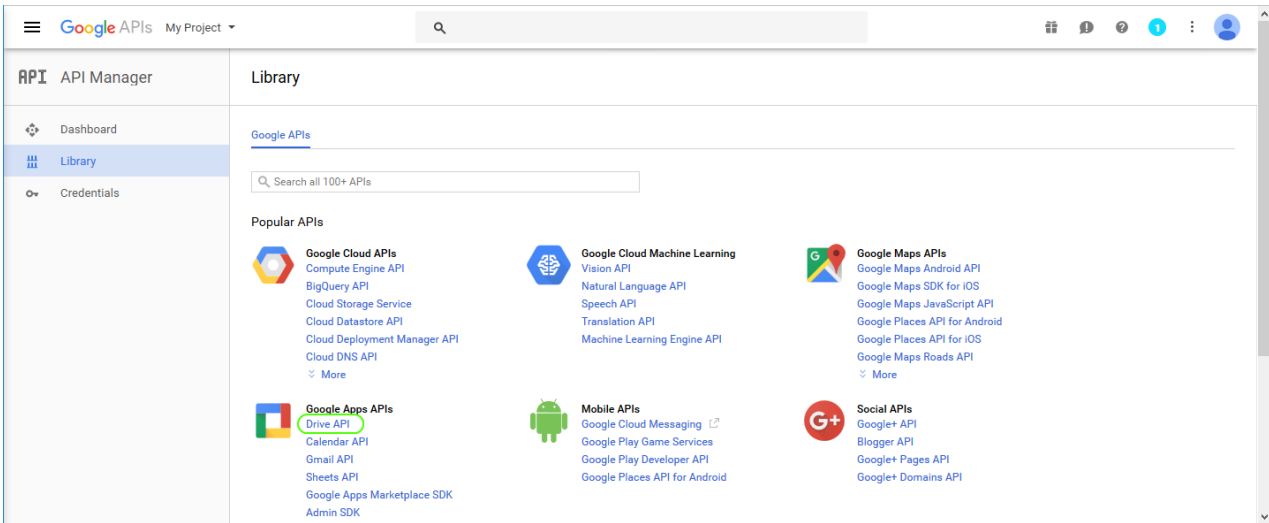 Google APIs My Project
1
API API Manager
Library
Dashboard
Library
Credentials
Google APIs
Search all 100+ APIs
Popular APIs
Google Cloud APIs
Compute Engine API
BigQuery API
Cloud Storage Service
Cloud Datastore API
Cloud Deployment Manager API
Cloud DNS API
More
Google Cloud Machine Learning
Vision API
Natural Language API
Speech API
Translation API
Machine Learning Engine API
G
Google Maps APIs
Google Maps Android API
Google Maps SDK for iOS
Google Maps JavaScript API
Google Places API for Android
Google Places API for iOS
Google Maps Roads API
More
Google Apps APIs
Drive API
Calendar API
Gmail API
Sheets API
Google Apps Marketplace SDK
Admin SDK
Mobile APIs
Google Cloud Messaging
Google Play Game Services
Google Play Developer API
Google Places API for Android
G+
Social APIs
Google+ API
Blogger API
Google+ Pages API
Google+ Domains API